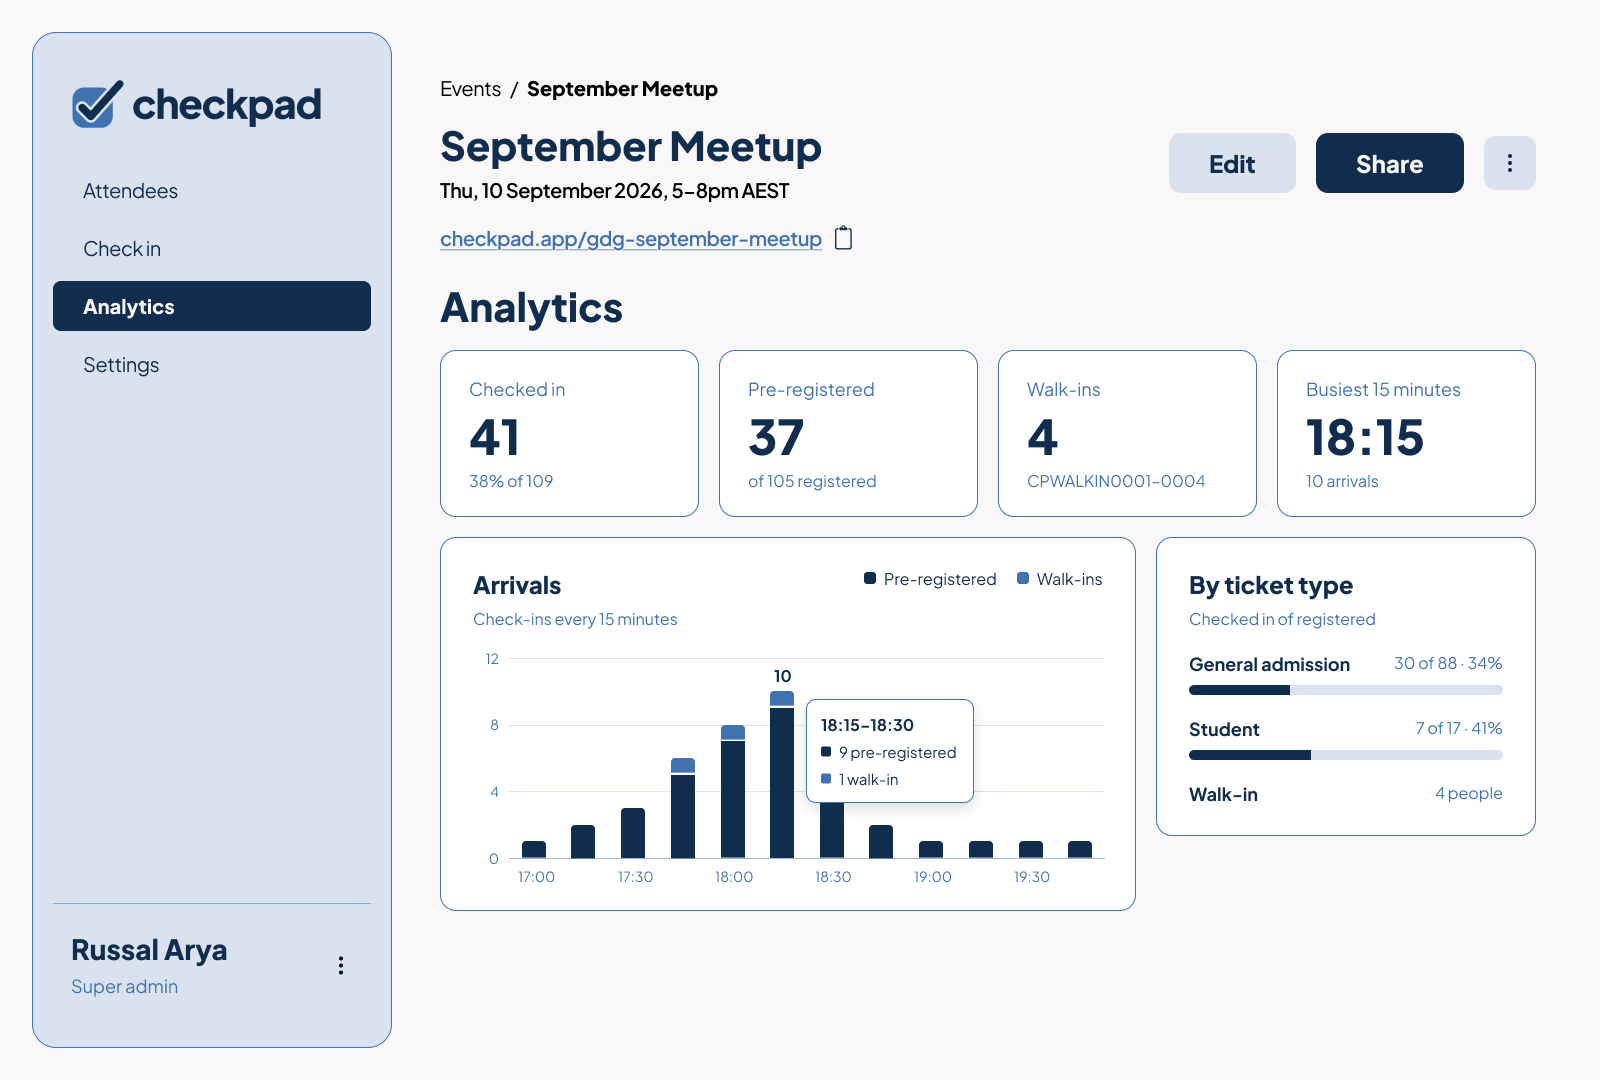 checkpad
Attendees
Check in
Analytics
Settings
Russal Arya
Super admin
Events / September Meetup
September Meetup
Thu, 10 September 2026, 5–8pm AEST
checkpad.app/gdg-september-meetup
Edit
Share
Analytics
Checked in
41
38% of 109
Pre-registered
37
of 105 registered
Walk-ins
4
CPWALKIN0001–0004
Busiest 15 minutes
18:15
10 arrivals
Arrivals
Check-ins every 15 minutes
Pre-registered
Walk-ins
12
8
4
0
10
18:15–18:30
9 pre-registered
1 walk-in
17:00
17:30
18:00
18:30
19:00
19:30
By ticket type
Checked in of registered
General admission 30 of 88 · 34%
Student 7 of 17 · 41%
Walk-in 4 people